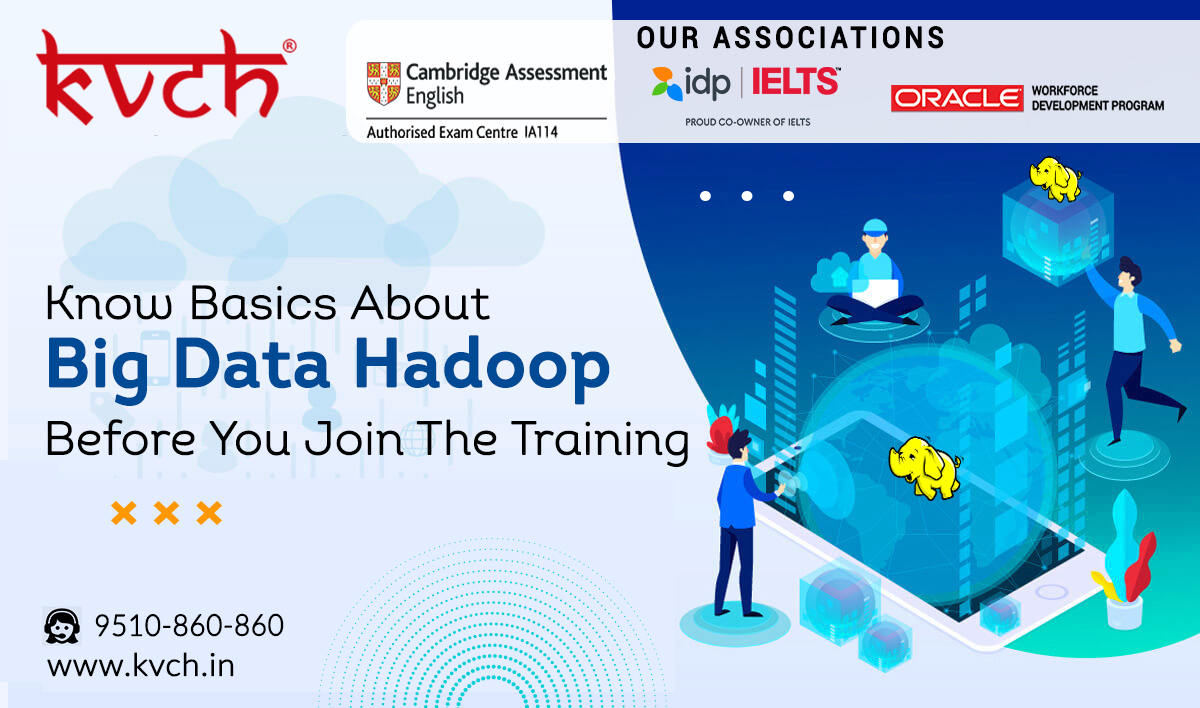 kvch®
Cambridge Assessment
English
Authorised Exam Centre IA114
OUR ASSOCIATIONS
idp | IELTS™
PROUD CO-OWNER OF IELTS
ORACLE®
WORKFORCE
DEVELOPMENT PROGRAM
Know Basics About
Big Data Hadoop
Before You Join The Training
9510-860-860
www.kvch.in